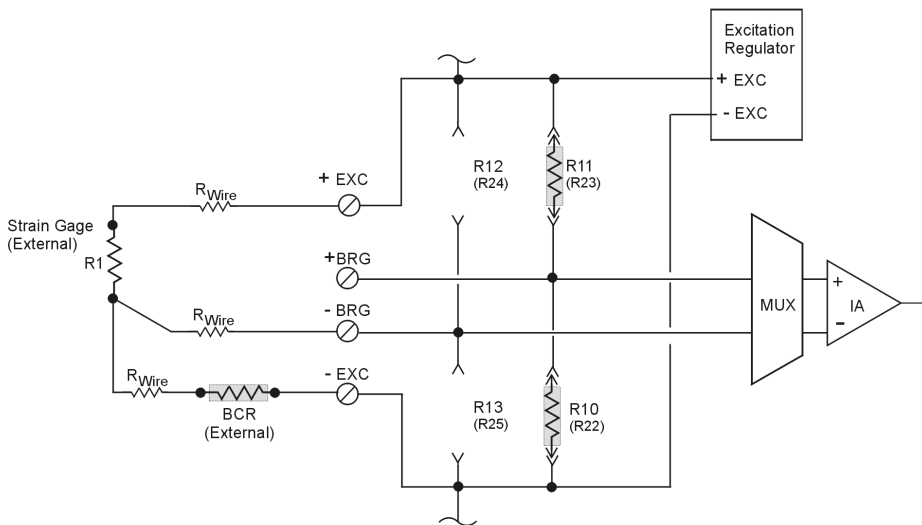 Excitation
Regulator
+ EXC
- EXC
R12
(R24)
R11
(R23)
+ EXC
RWire
Strain Gage
(External)
R1
+BRG
- BRG
RWire
MUX
+
IA
-
- EXC
RWire
BCR
(External)
R13
(R25)
R10
(R22)